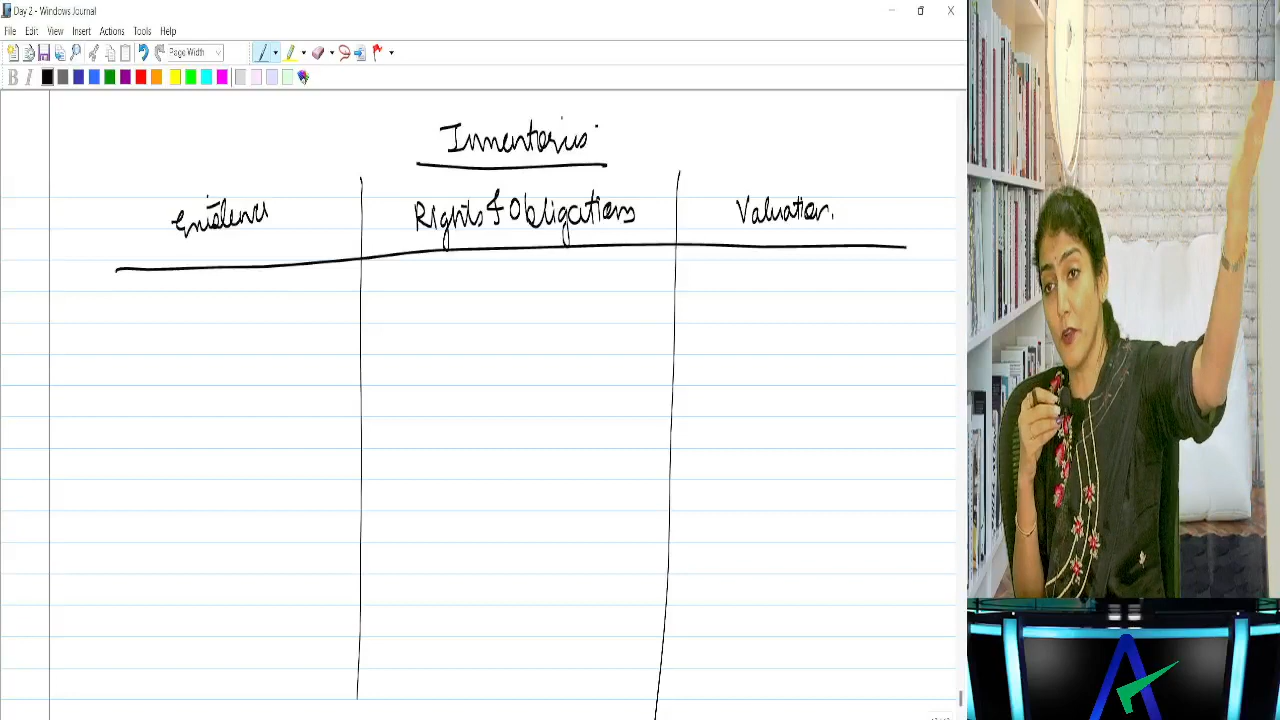 Day 2 - Windows Journal
File Edit View Insert Actions Tools Help
Page Width
B I
Inventories
Existence Rights & Obligations Valuation